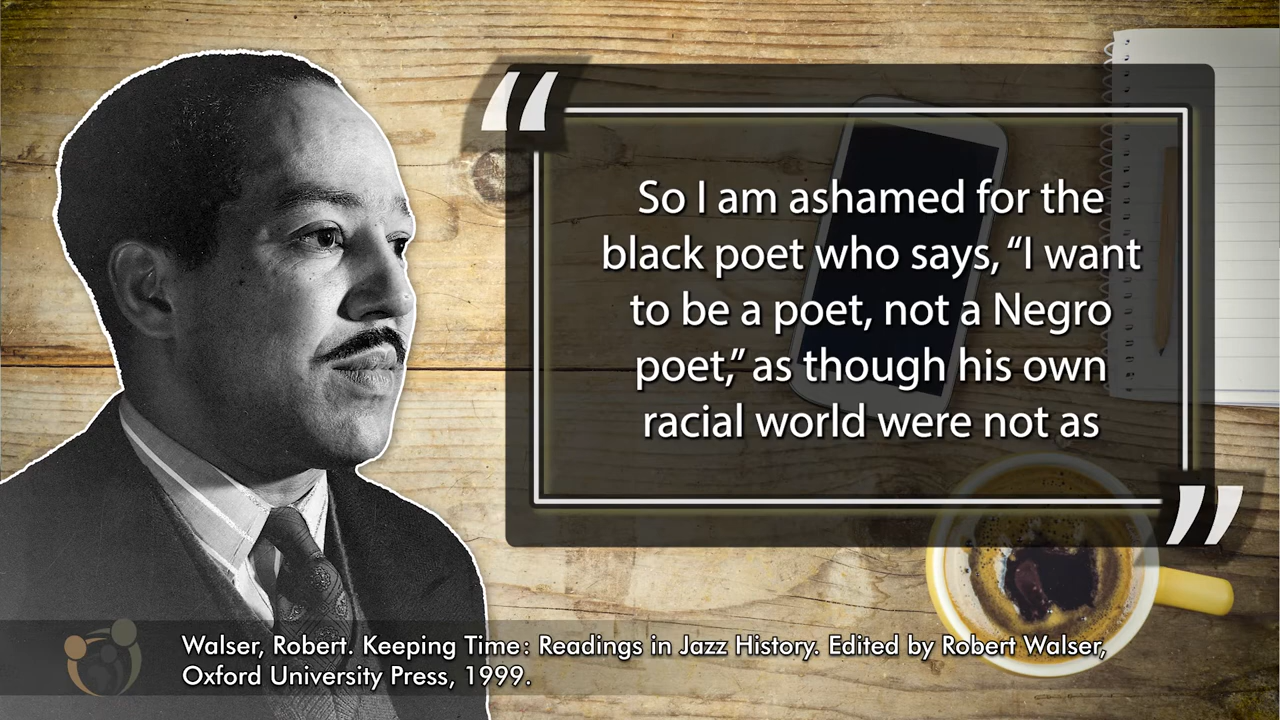 “
So I am ashamed for the
black poet who says, “I want
to be a poet, not a Negro
poet,” as though his own
racial world were not as
”
Walser, Robert. Keeping Time: Readings in Jazz History. Edited by Robert Walser,
Oxford University Press, 1999.